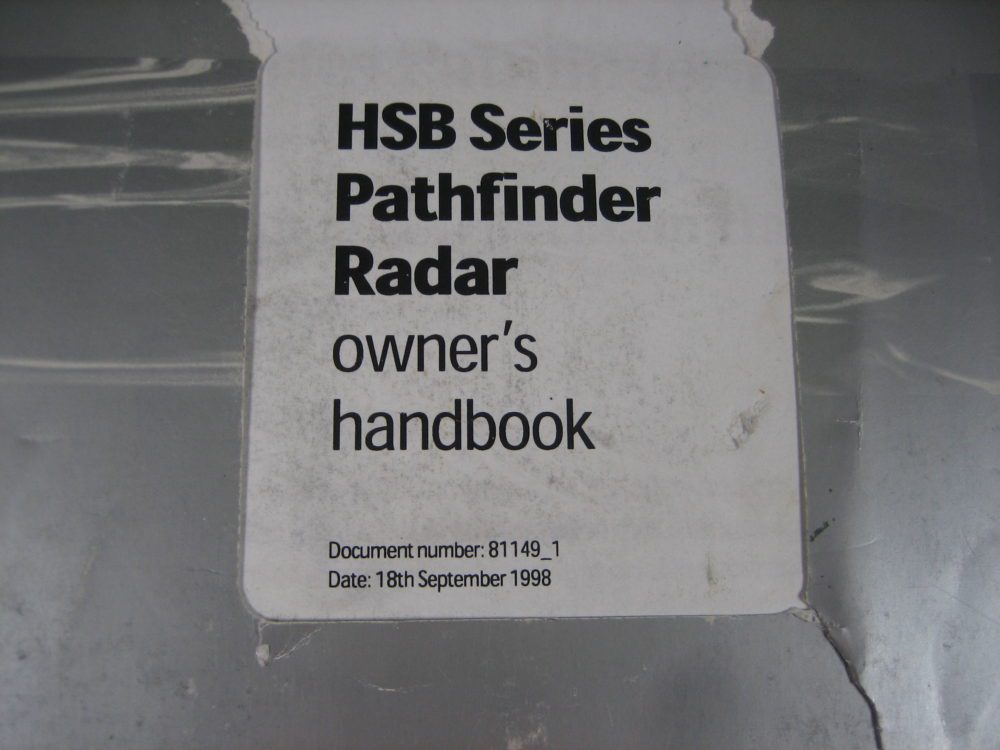 HSB Series
Pathfinder
Radar
owner's
handbook
Document number: 81149_1
Date: 18th September 1998